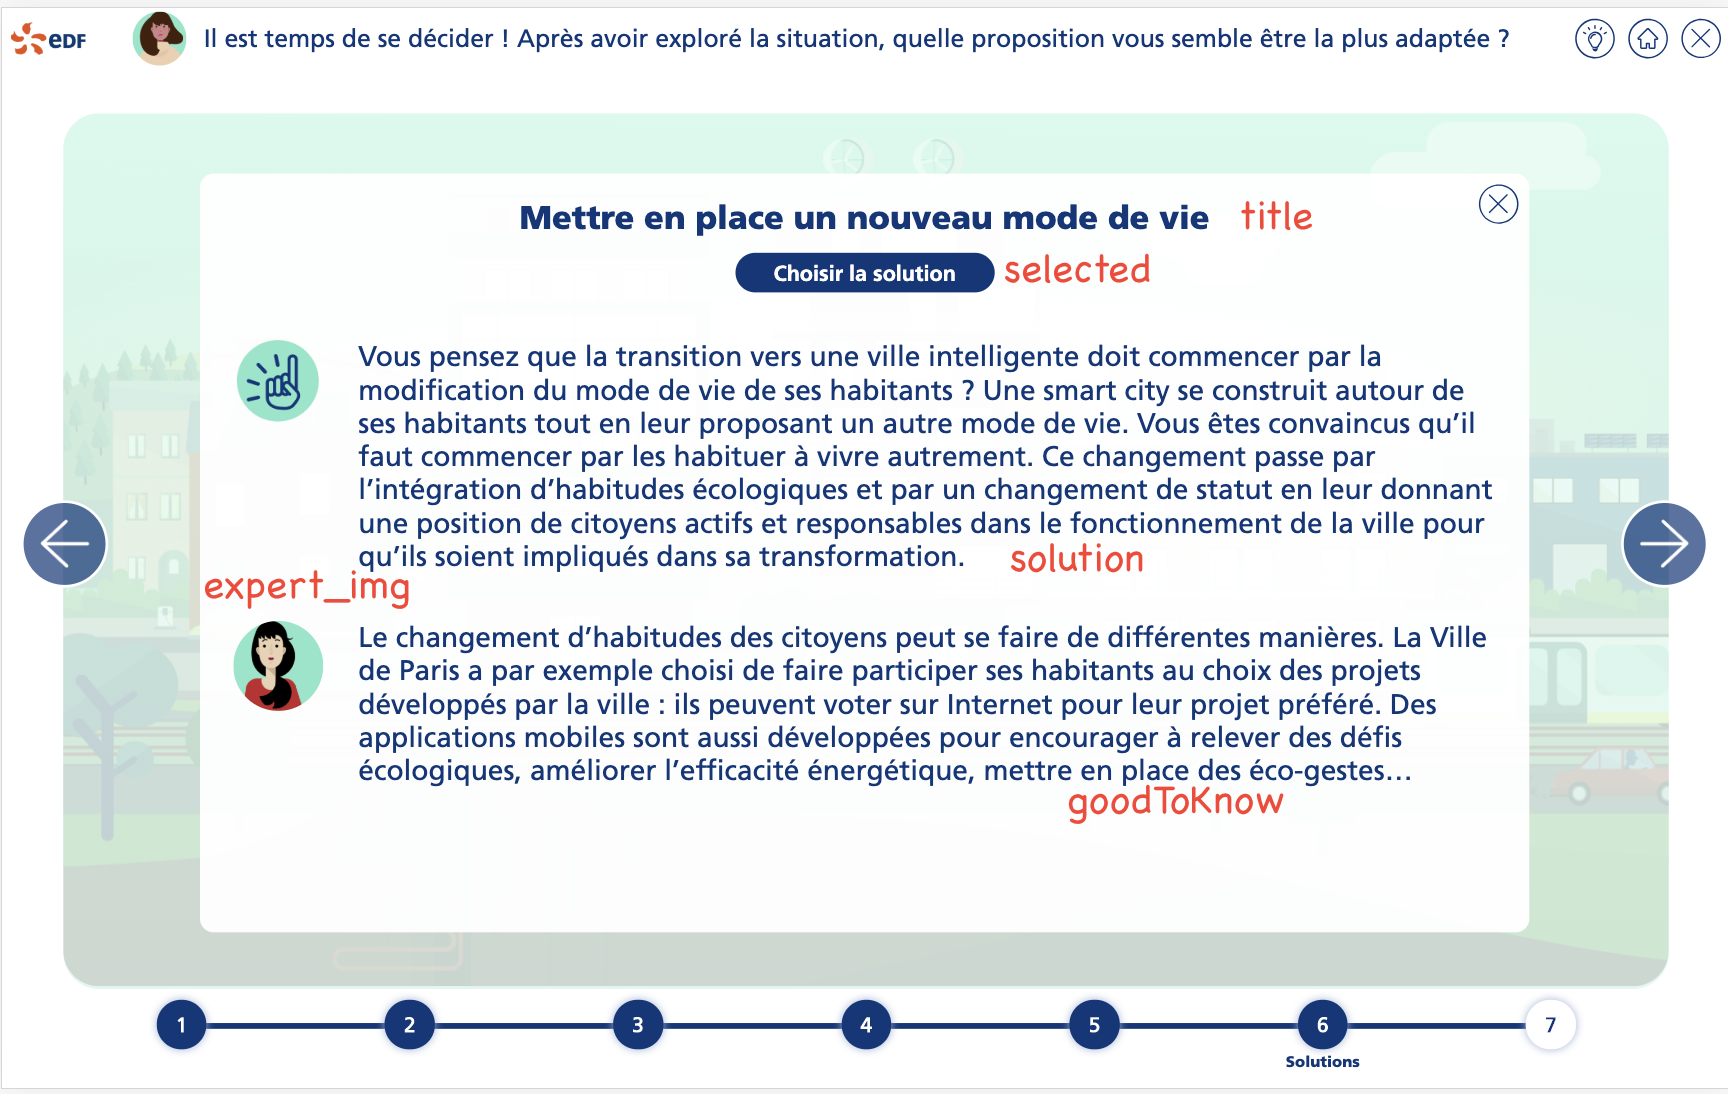 eDF
Il est temps de se décider ! Après avoir exploré la situation, quelle proposition vous semble être la plus adaptée ?
Mettre en place un nouveau mode de vie title
Choisir la solution selected
Vous pensez que la transition vers une ville intelligente doit commencer par la
modification du mode de vie de ses habitants ? Une smart city se construit autour de
ses habitants tout en leur proposant un autre mode de vie. Vous êtes convaincus qu’il
faut commencer par les habituer à vivre autrement. Ce changement passe par
l’intégration d’habitudes écologiques et par un changement de statut en leur donnant
une position de citoyens actifs et responsables dans le fonctionnement de la ville pour
qu’ils soient impliqués dans sa transformation. solution
expert_img
Le changement d’habitudes des citoyens peut se faire de différentes manières. La Ville
de Paris a par exemple choisi de faire participer ses habitants au choix des projets
développés par la ville : ils peuvent voter sur Internet pour leur projet préféré. Des
applications mobiles sont aussi développées pour encourager à relever des défis
écologiques, améliorer l’efficacité énergétique, mettre en place des éco-gestes...
goodToKnow
1 2 3 4 5 6 7
Solutions